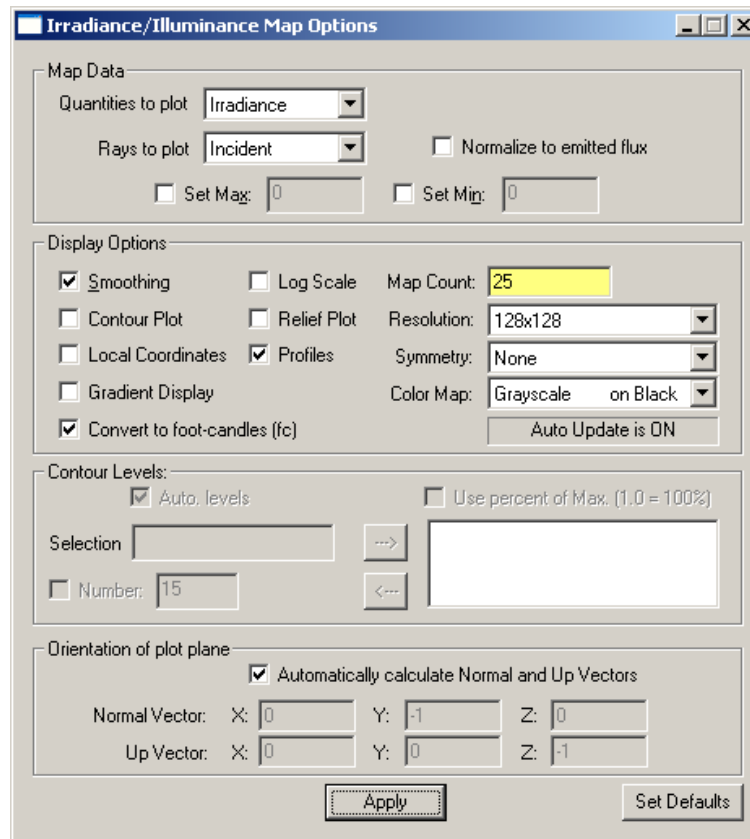 Irradiance/Illuminance Map Options
Map Data
Quantities to plot Irradiance
Rays to plot Incident Normalize to emitted flux
Set Max: 0 Set Min: 0
Display Options
Smoothing Log Scale Map Count: 25
Contour Plot Relief Plot Resolution: 128x128
Local Coordinates Profiles Symmetry: None
Gradient Display Color Map: Grayscale on Black
Convert to foot-candles (fc) Auto Update is ON
Contour Levels:
Auto. levels Use percent of Max. (1.0 = 100%)
Selection --->
Number: 15 <---
Orientation of plot plane
Automatically calculate Normal and Up Vectors
Normal Vector: X: 0 Y: -1 Z: 0
Up Vector: X: 0 Y: 0 Z: -1
Apply Set Defaults